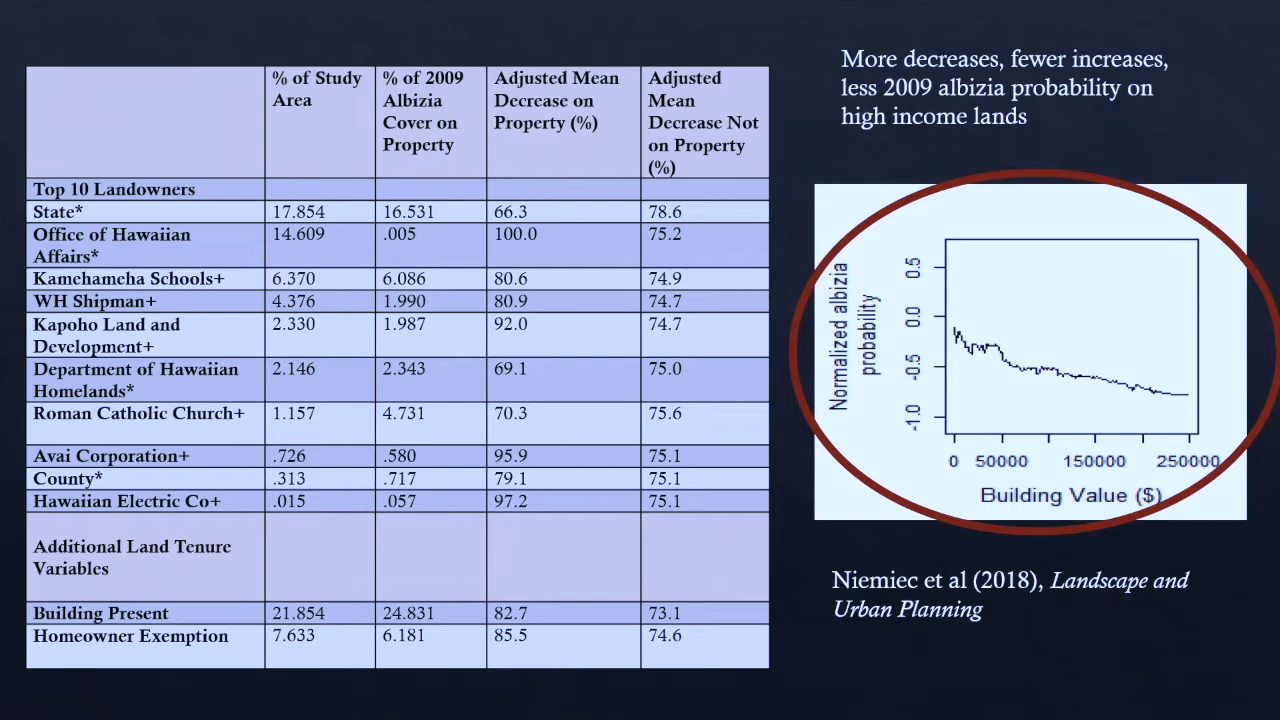 % of Study Area
% of 2009 Albizia Cover on Property
Adjusted Mean Decrease on Property (%)
Adjusted Mean Decrease Not on Property (%)
Top 10 Landowners
State* 17.854 16.531 66.3 78.6
Office of Hawaiian Affairs* 14.609 .005 100.0 75.2
Kamehameha Schools+ 6.370 6.086 80.6 74.9
WH Shipman+ 4.376 1.990 80.9 74.7
Kapoho Land and Development+ 2.330 1.987 92.0 74.7
Department of Hawaiian Homelands* 2.146 2.343 69.1 75.0
Roman Catholic Church+ 1.157 4.731 70.3 75.6
Avai Corporation+ .726 .580 95.9 75.1
County* .313 .717 79.1 75.1
Hawaiian Electric Co+ .015 .057 97.2 75.1
Additional Land Tenure Variables
Building Present 21.854 24.831 82.7 73.1
Homeowner Exemption 7.633 6.181 85.5 74.6
More decreases, fewer increases,
less 2009 albizia probability on
high income lands
Normalized albizia
probability
0.5
0.0
-0.5
-1.0
0 50000 150000 250000
Building Value ($)
Niemiec et al (2018), Landscape and
Urban Planning